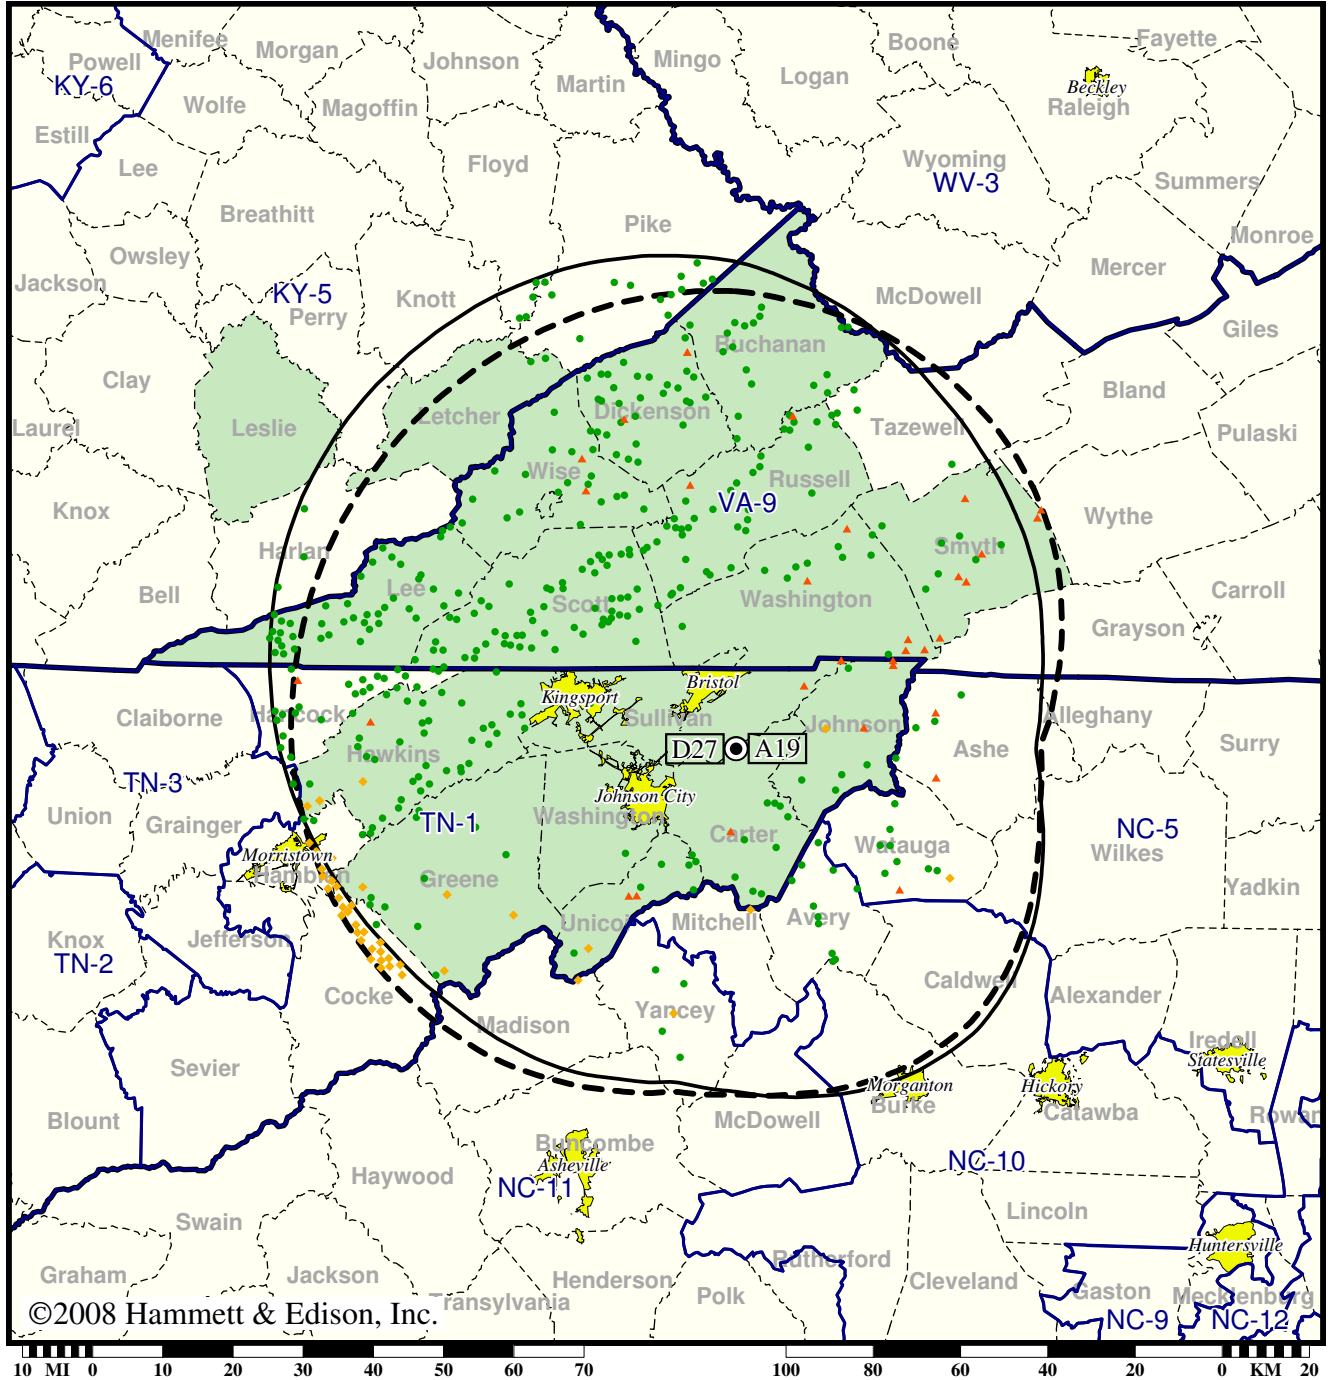 Menifee
Powell
KY-6
Morgan
Johnson
Martin
Mingo
Logan
Boone
Fayette
Beckley
Raleigh
Estill
Wolfe
Magoffin
Lee
Floyd
Wyoming
WV-3
Summers
Breathitt
Pike
Monroe
Owsley
Jackson
KY-5
Perry
Knott
McDowell
Mercer
Giles
Clay
Buchanan
Bland
Laurel
Leslie
Letcher
Dickenson
Tazewell
Pulaski
Wise
Russell
VA-9
Knox
Wythe
Harlan
Smyth
Bell
Lee
Scott
Washington
Carroll
Grayson
Claiborne
Hancock
Kingsport
Bristol
Sullivan
Johnson
Alleghany
Hawkins
D27
A19
Ashe
Surry
TN-3
Union
Grainger
TN-1
Johnson City
Washington
Carter
Watauga
NC-5
Wilkes
Morristown
Hamblen
Greene
Yadkin
Knox
TN-2
Jefferson
Unicoi
Mitchell
Avery
Cocke
Madison
Yancey
Caldwell
Alexander
Sevier
Iredell
Statesville
Blount
McDowell
Morganton
Burke
Hickory
Catawba
Rowan
Buncombe
Asheville
NC-11
Haywood
NC-10
Swain
Lincoln
Rutherford
Huntersville
Graham
Jackson
Transylvania
Henderson
Polk
Cleveland
Gaston
NC-9
Mecklenburg
NC-12
©2008 Hammett & Edison, Inc.
10 MI 0 10 20 30 40 50 60 70 100 80 60 40 20 0 KM 20